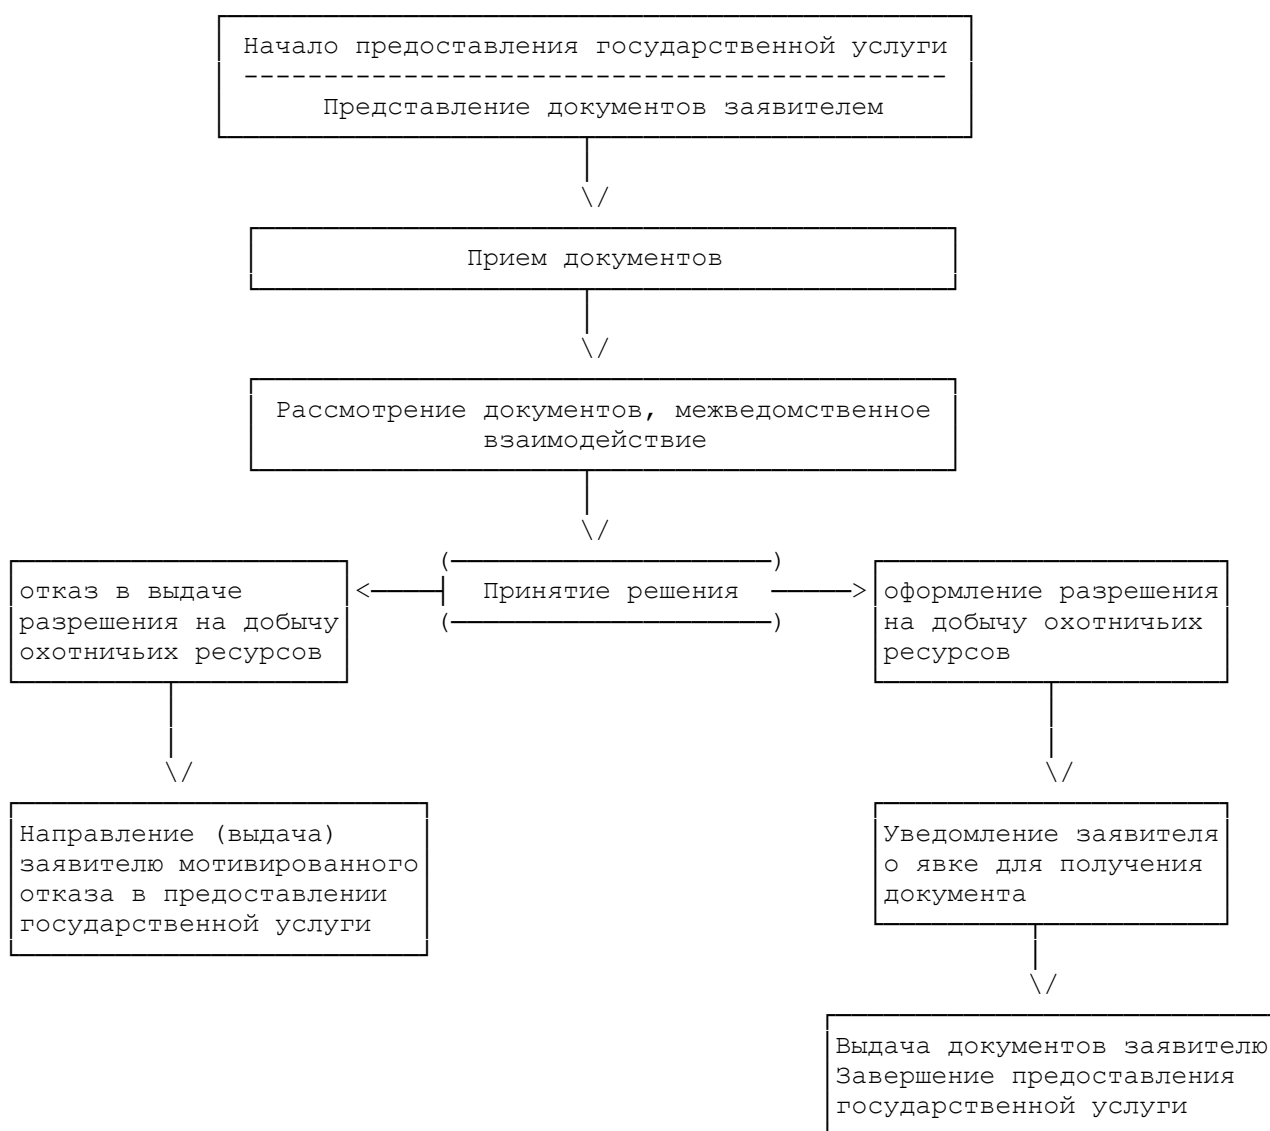 Начало предоставления государственной услуги
--------------------------------------------
Представление документов заявителем
Прием документов
Рассмотрение документов, межведомственное
взаимодействие
Принятие решения
отказ в выдаче
разрешения на добычу
охотничьих ресурсов
оформление разрешения
на добычу охотничьих
ресурсов
Направление (выдача)
заявителю мотивированного
отказа в предоставлении
государственной услуги
Уведомление заявителя
о явке для получения
документа
Выдача документов заявителю
Завершение предоставления
государственной услуги